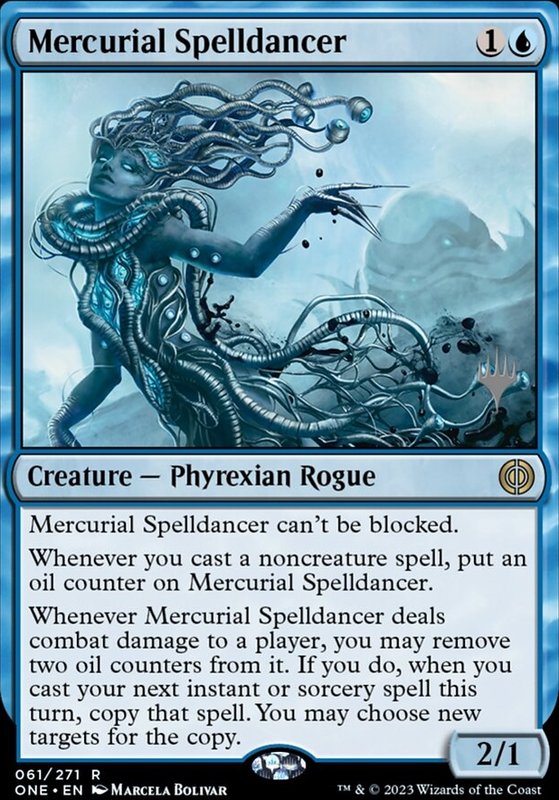 Mercurial Spelldancer 1
Creature — Phyrexian Rogue
Mercurial Spelldancer can't be blocked.
Whenever you cast a noncreature spell, put an
oil counter on Mercurial Spelldancer.
Whenever Mercurial Spelldancer deals
combat damage to a player, you may remove
two oil counters from it. If you do, when you
cast your next instant or sorcery spell this
turn, copy that spell. You may choose new
targets for the copy.
2/1
061/271 R
ONE • EN Marcela Bolivar ™ & © 2023 Wizards of the Coast